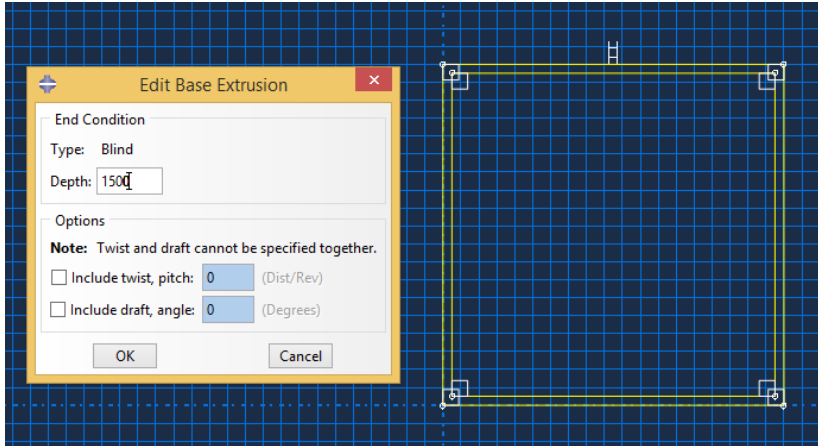 Edit Base Extrusion
End Condition
Type: Blind
Depth: 1500
Options
Note: Twist and draft cannot be specified together.
Include twist, pitch: 0 (Dist/Rev)
Include draft, angle: 0 (Degrees)
OK Cancel
H